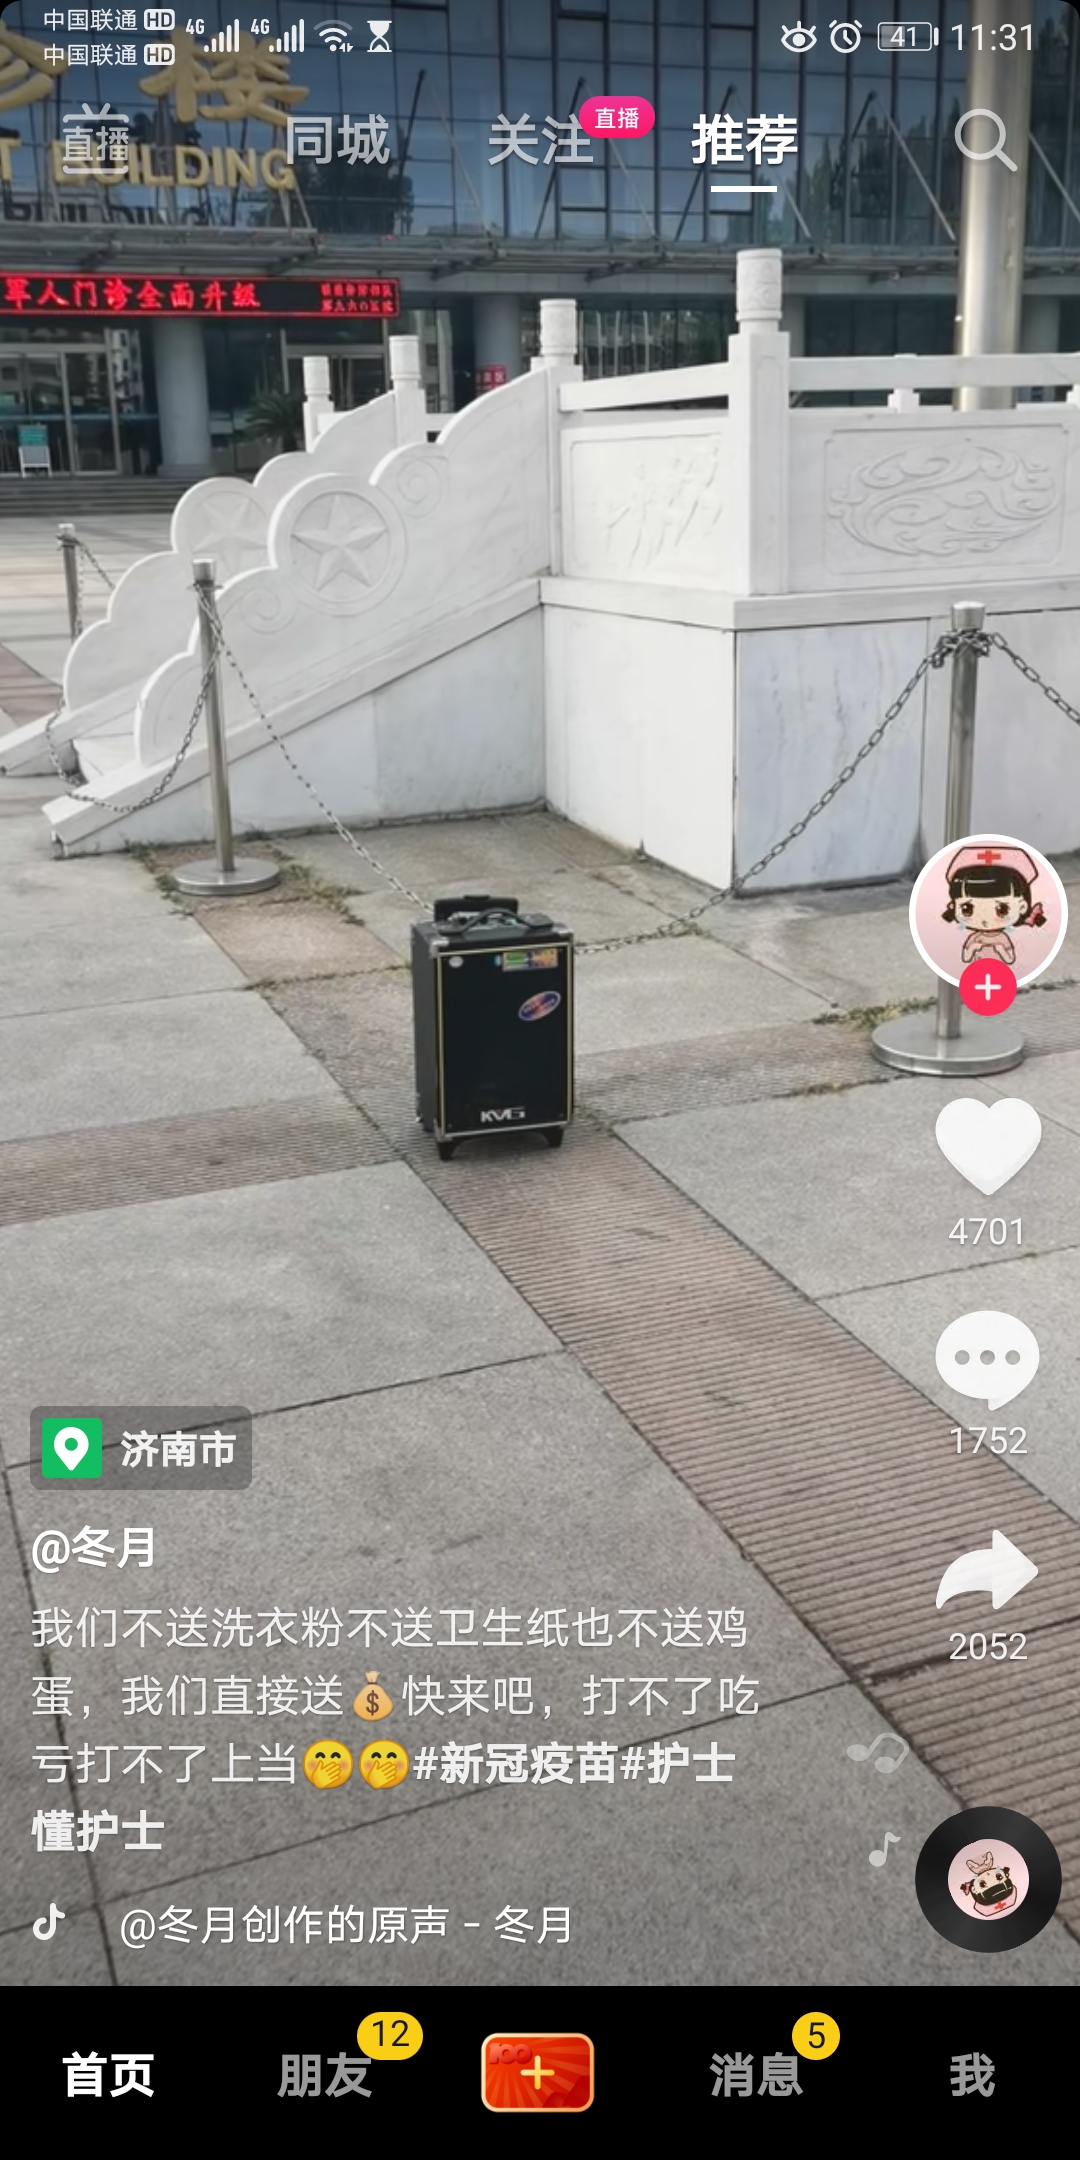 中国联通 HD 4G 4G 41 11:31
中国联通 HD
直播 同城 关注 直播 推荐
T BUILDING
军人门诊全面升级
KVG
4701
1752
济南市
@冬月
2052
我们不送洗衣粉不送卫生纸也不送鸡
蛋，我们直接送💰快来吧，打不了吃
亏打不了上当🤭🤭#新冠疫苗#护士
懂护士
@冬月创作的原声 - 冬月
首页 朋友 12 100 消息 5 我